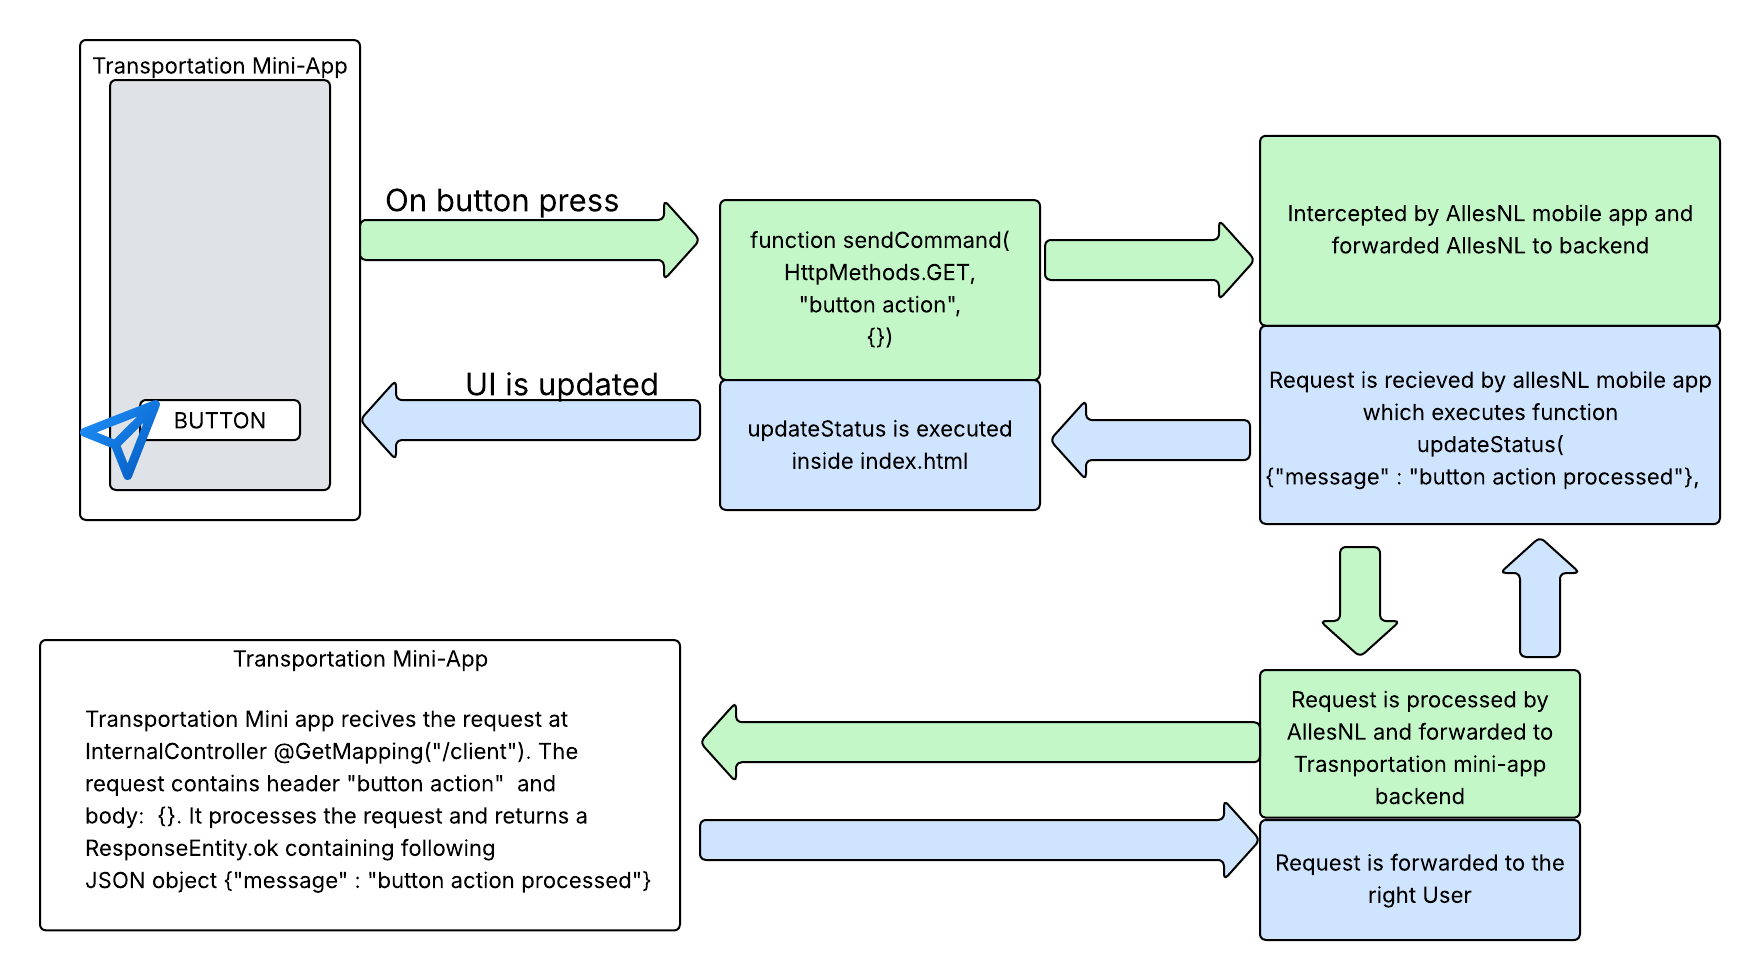 Transportation Mini-App
BUTTON
On button press
UI is updated
function sendCommand(
HttpMethods.GET,
"button action",
{})
updateStatus is executed
inside index.html
Intercepted by AllesNL mobile app and
forwarded AllesNL to backend
Request is recieved by allesNL mobile app
which executes function
updateStatus(
{"message" : "button action processed"},
Transportation Mini-App
Transportation Mini app recives the request at
InternalController @GetMapping("/client"). The
request contains header "button action"  and
body:  {}. It processes the request and returns a
ResponseEntity.ok containing following
JSON object {"message" : "button action processed"}
Request is processed by
AllesNL and forwarded to
Trasnportation mini-app
backend
Request is forwarded to the
right User